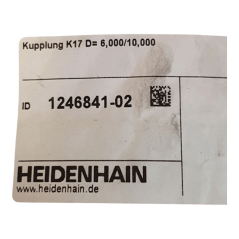 Kupplung K17 D= 6,000/10,000
ID 1246841-02
HEIDENHAIN
www.heidenhain.de